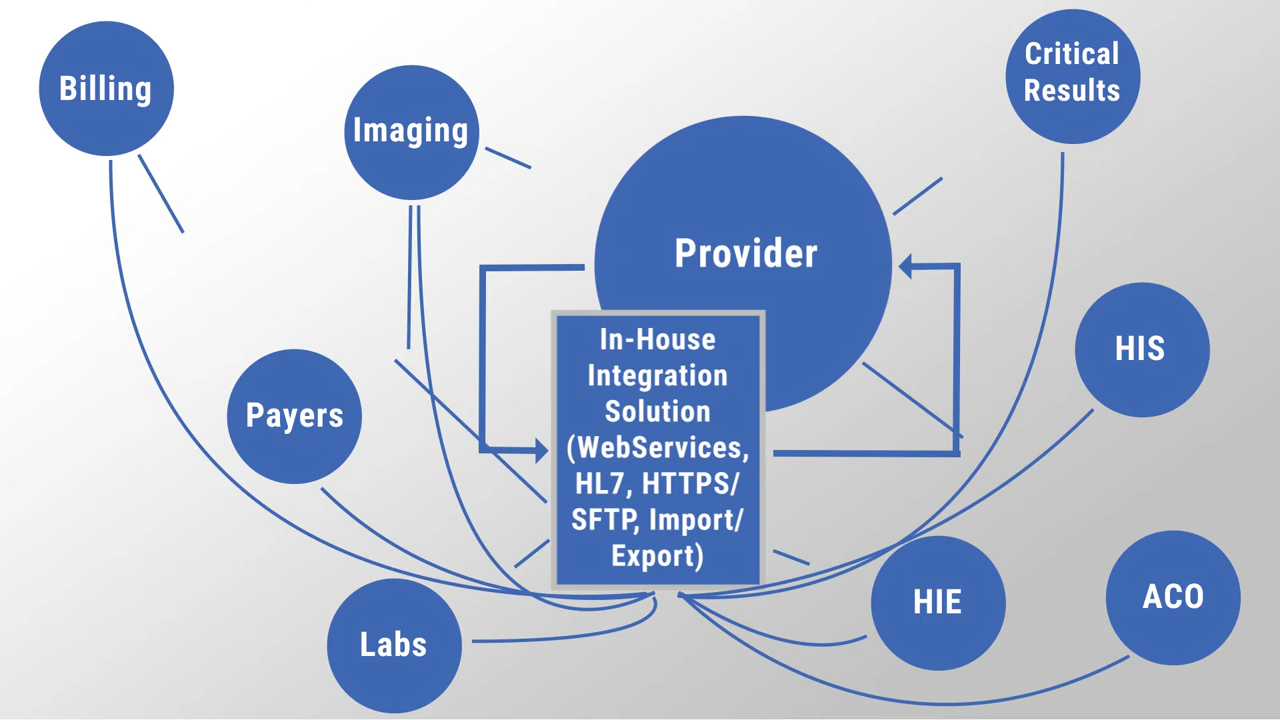 Billing
Imaging
Critical
Results
Provider
HIS
In-House
Integration
Solution
(WebServices,
HL7, HTTPS/
SFTP, Import/
Export)
Payers
Labs
HIE
ACO